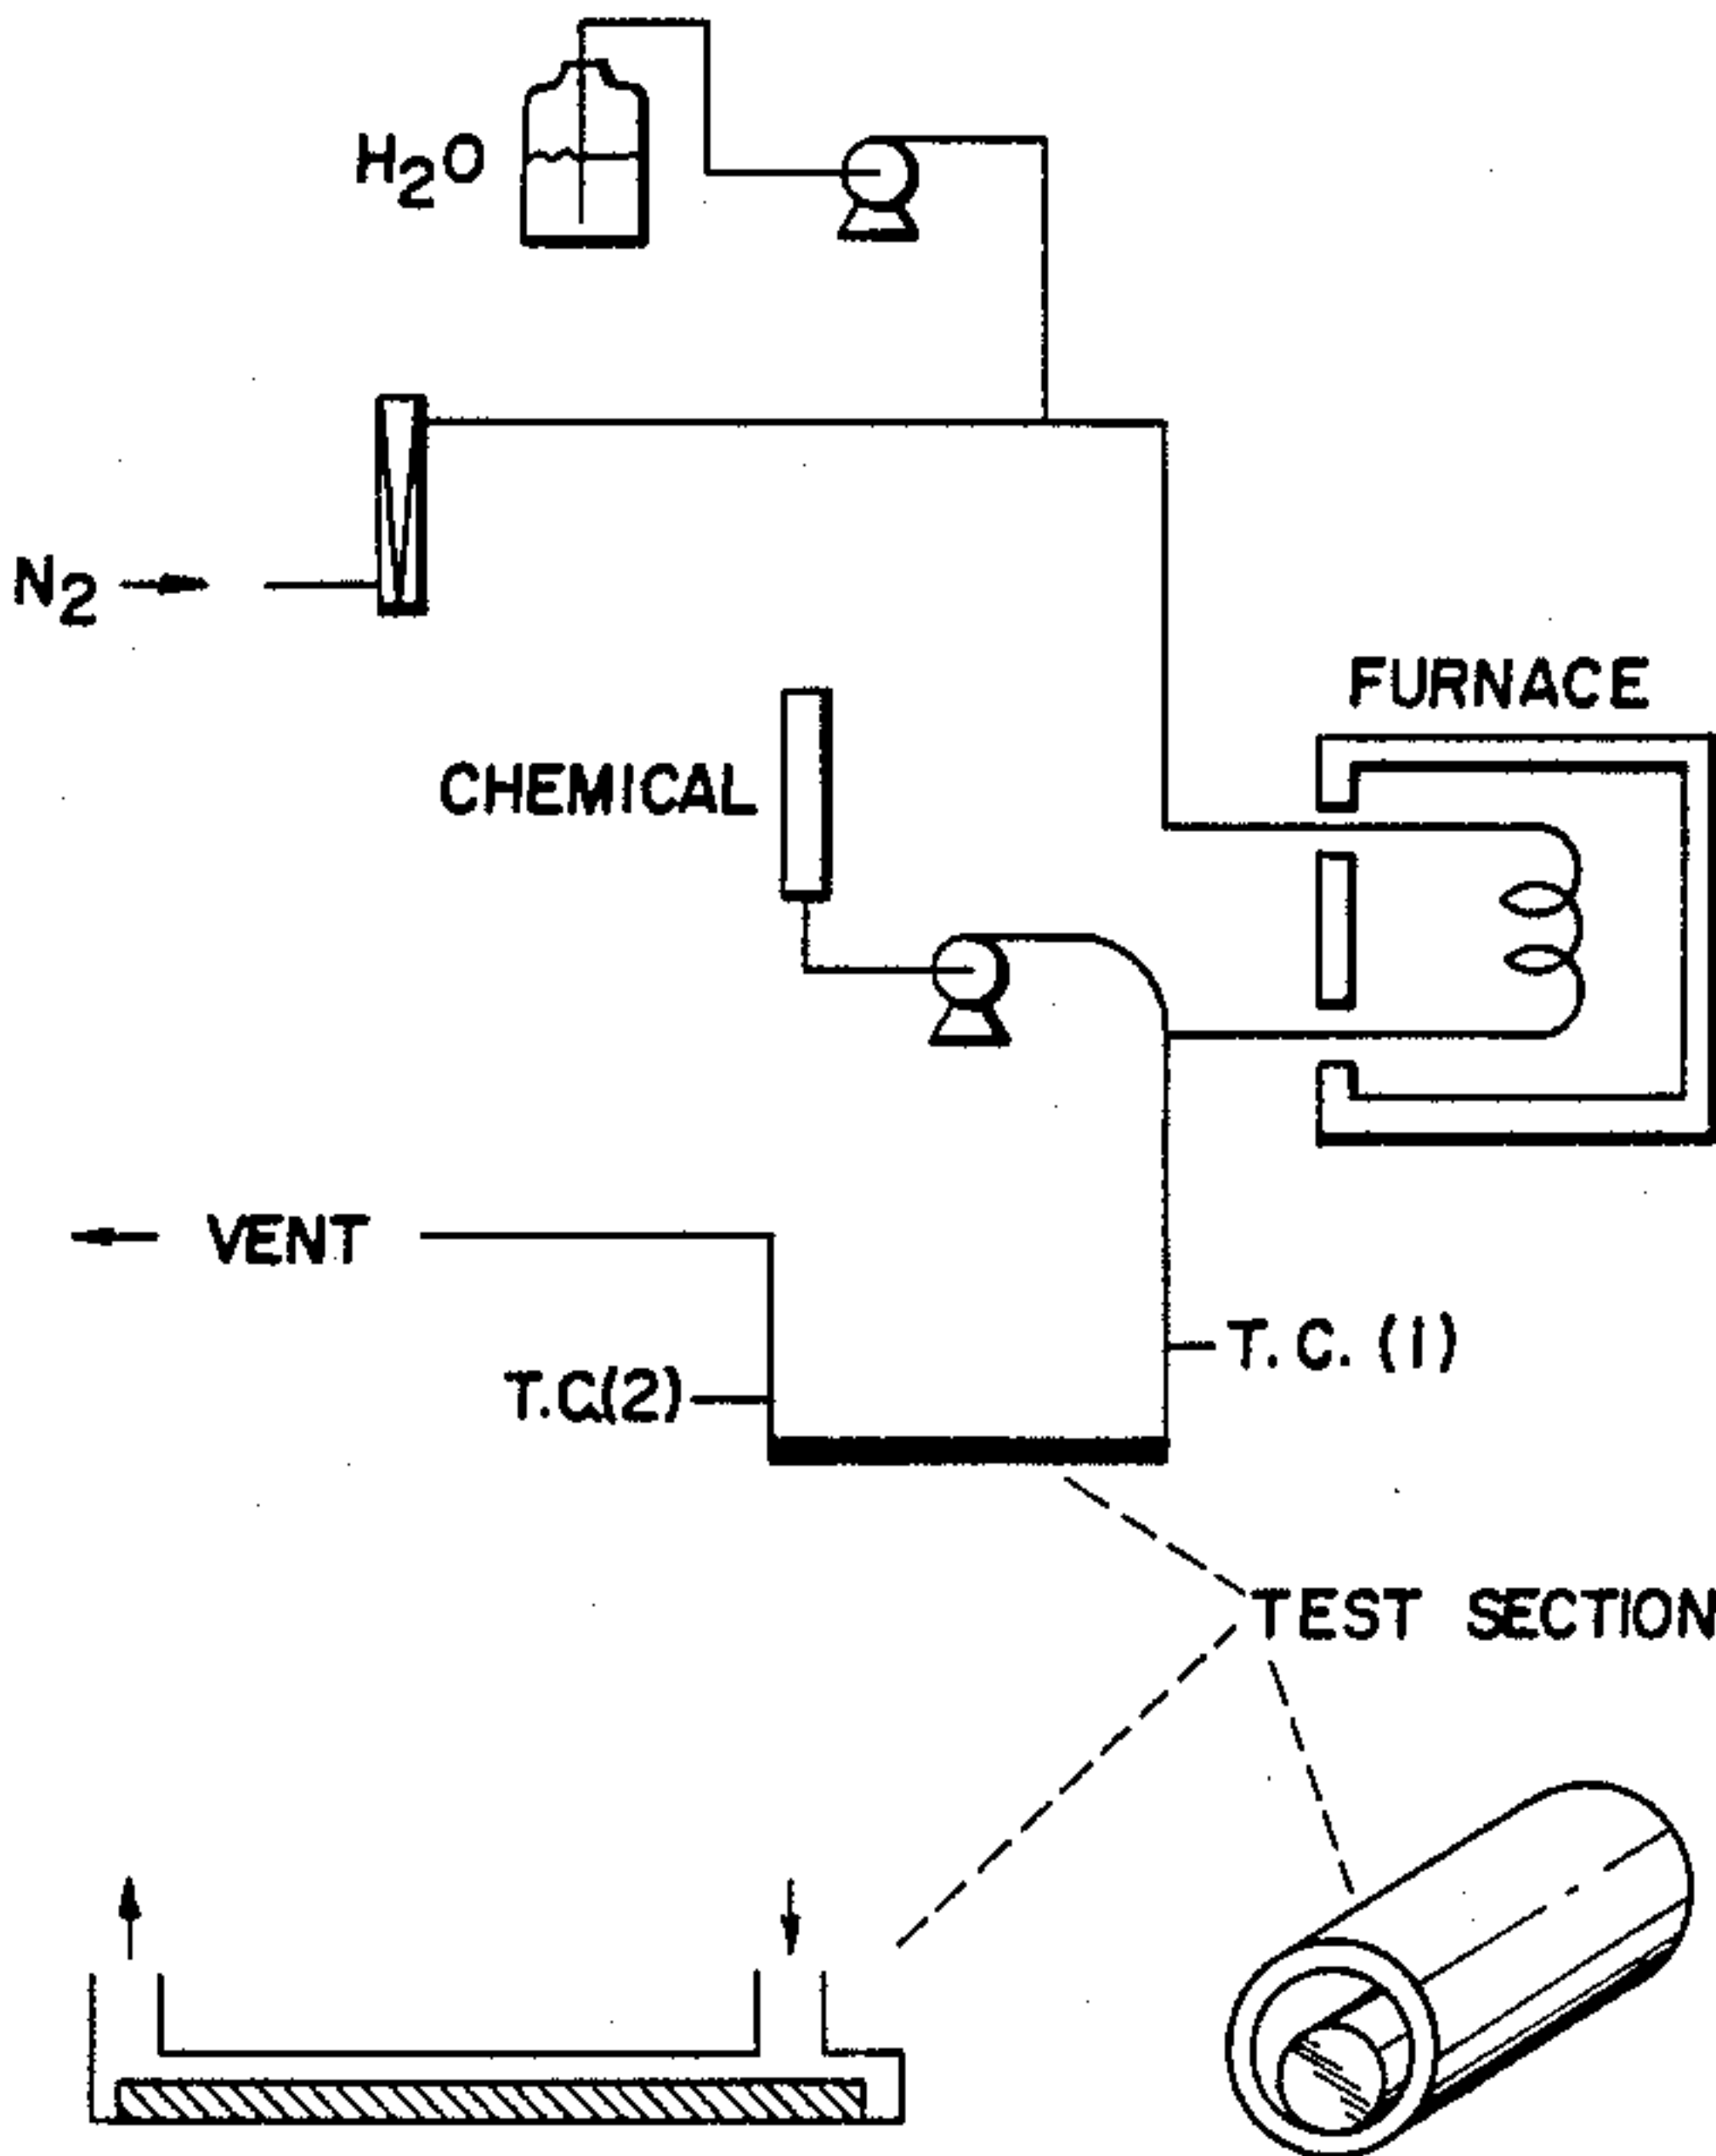 H2O
N2
FURNACE
CHEMICAL
VENT
T.C. (1)
T.C.(2)
TEST SECTION